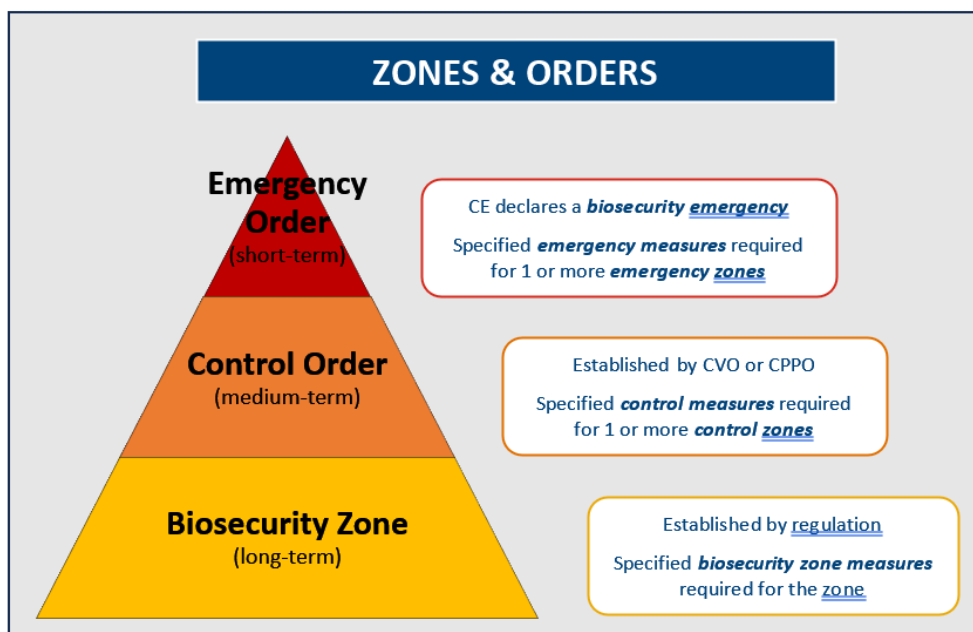 ZONES & ORDERS
Emergency
Order
(short-term)
CE declares a biosecurity emergency
Specified emergency measures required
for 1 or more emergency zones
Control Order
(medium-term)
Established by CVO or CPPO
Specified control measures required
for 1 or more control zones
Biosecurity Zone
(long-term)
Established by regulation
Specified biosecurity zone measures
required for the zone